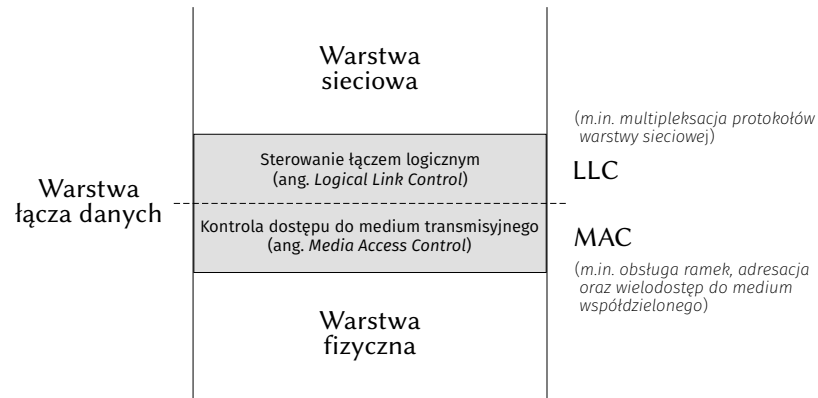 Warstwa
sieciowa
(m.in. multipleksacja protokołów
warstwy sieciowej)
Sterowanie łączem logicznym
(ang. Logical Link Control)
LLC
Warstwa
łącza danych
Kontrola dostępu do medium transmisyjnego
(ang. Media Access Control)
MAC
(m.in. obsługa ramek, adresacja
oraz wielodostęp do medium
współdzielonego)
Warstwa
fizyczna